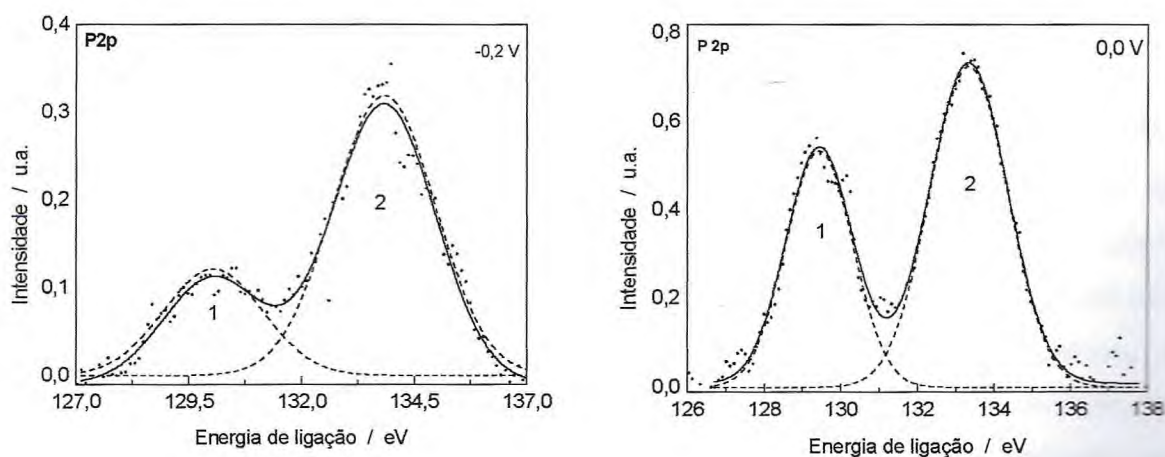 P2p
-0,2 V
0,4
0,3
0,2
0,1
0,0
Intensidade / u.a.
1
2
127,0 129,5 132,0 134,5 137,0
Energia de ligação / eV
P 2p
0,0 V
0,8
0,6
0,4
0,2
0,0
Intensidade / u.a.
1
2
126 128 130 132 134 136 138
Energia de ligação / eV